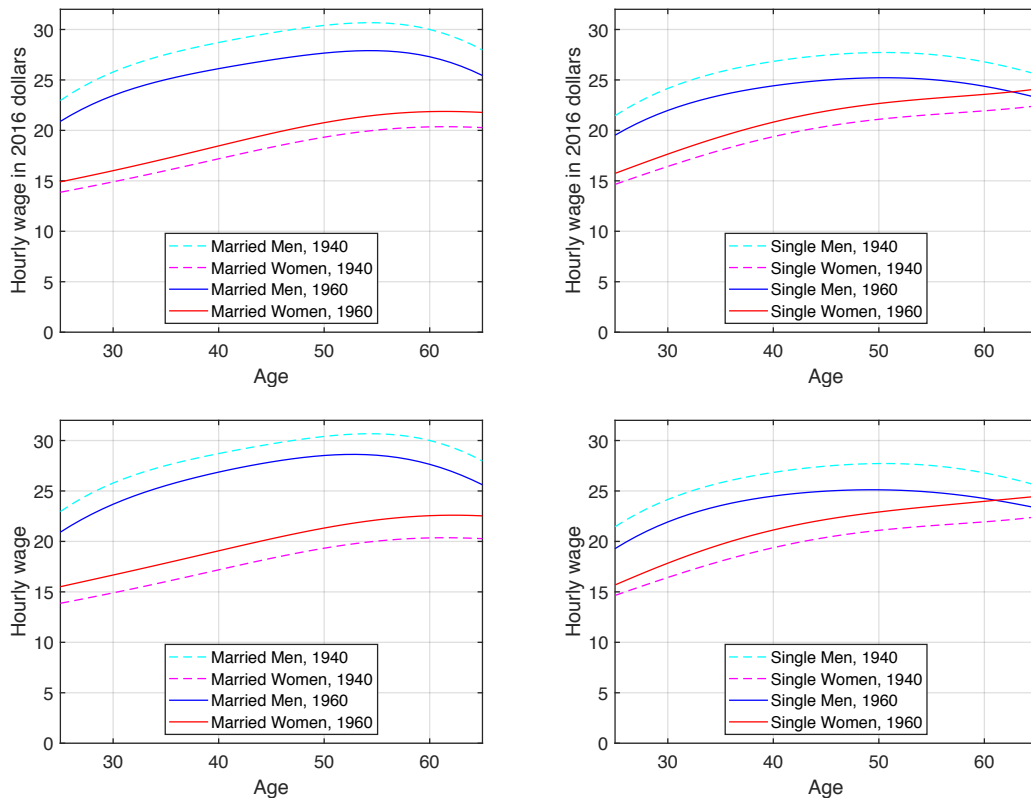 Hourly wage in 2016 dollars
30
25
20
15
10
5
0
Married Men, 1940
Married Women, 1940
Married Men, 1960
Married Women, 1960
30
40
50
60
Age
Hourly wage in 2016 dollars
30
25
20
15
10
5
0
Single Men, 1940
Single Women, 1940
Single Men, 1960
Single Women, 1960
30
40
50
60
Age
Hourly wage
30
25
20
15
10
5
0
Married Men, 1940
Married Women, 1940
Married Men, 1960
Married Women, 1960
30
40
50
60
Age
Hourly wage
30
25
20
15
10
5
0
Single Men, 1940
Single Women, 1940
Single Men, 1960
Single Women, 1960
30
40
50
60
Age